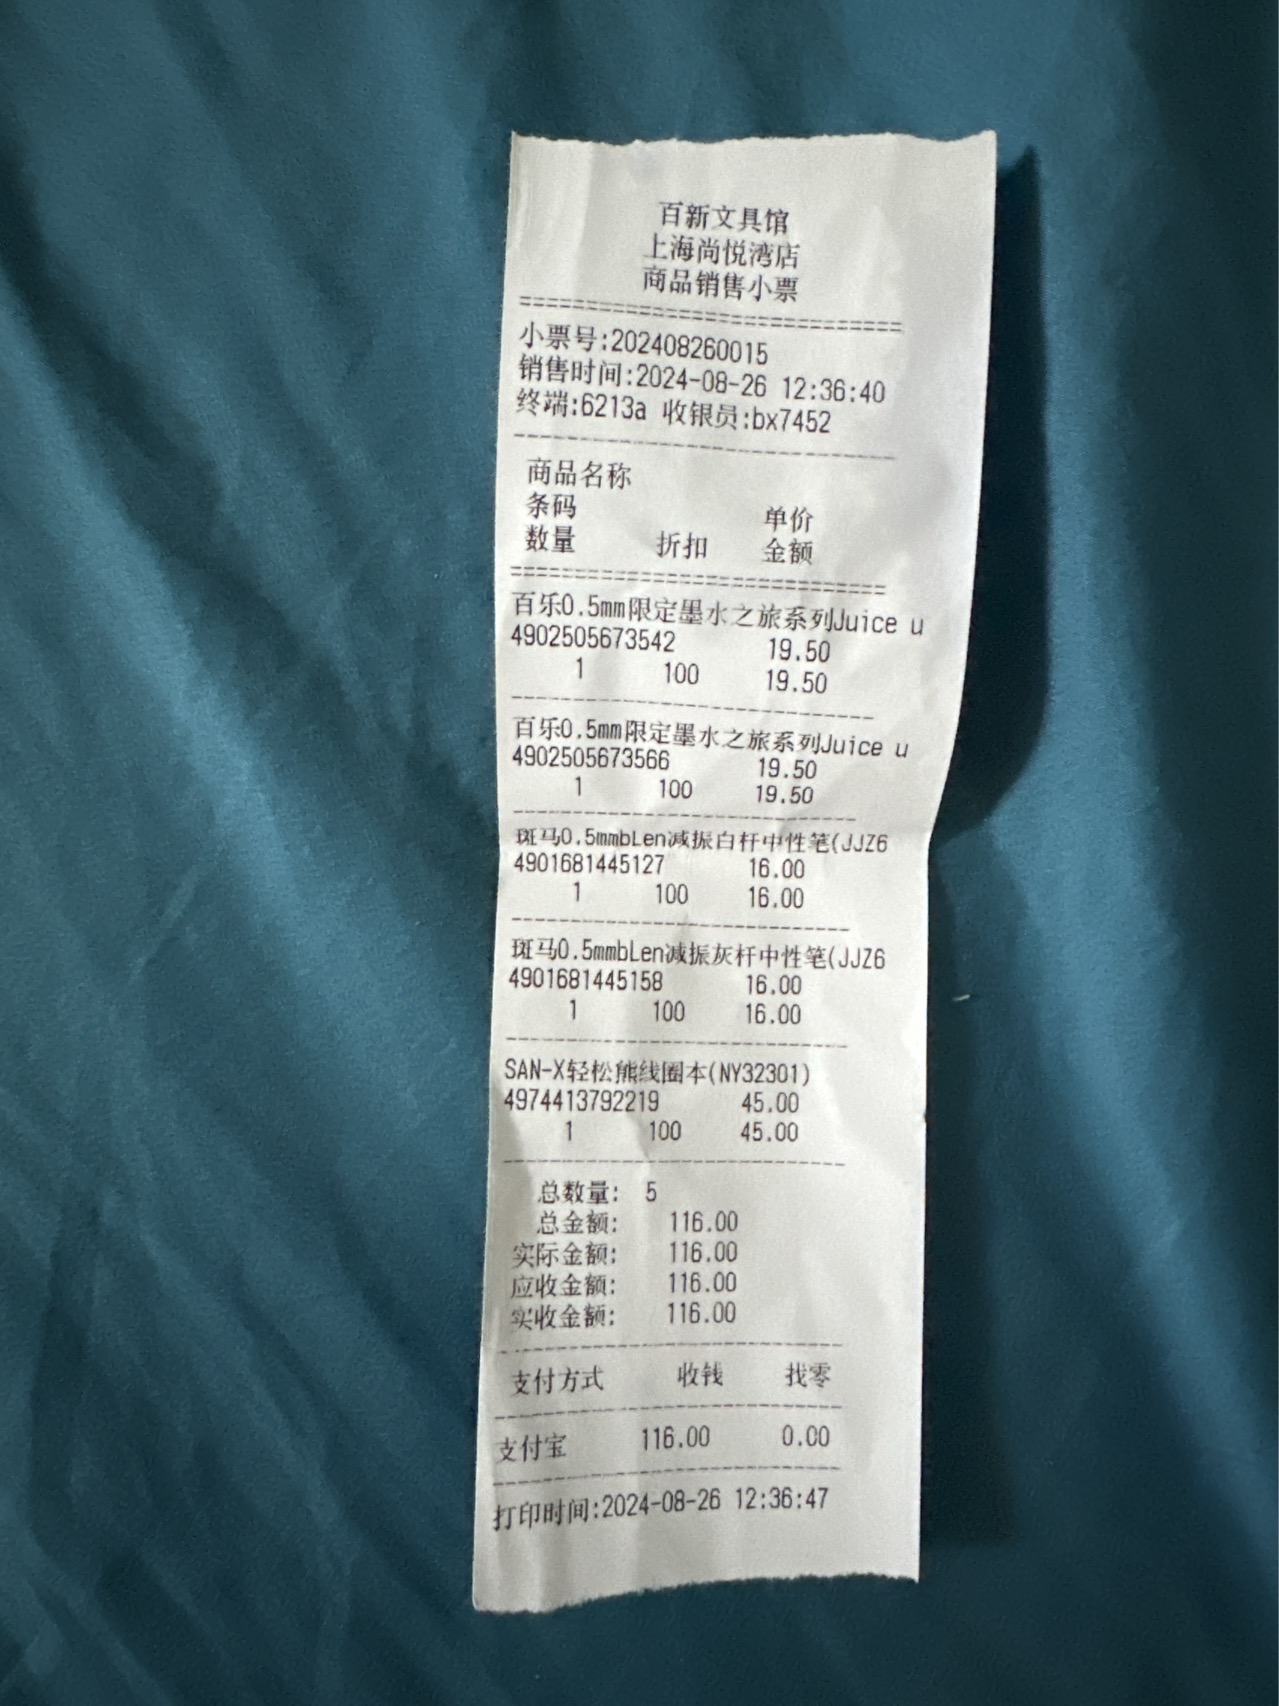 百新文具馆
上海尚悦湾店
商品销售小票
小票号:202408260015
销售时间:2024-08-26 12:36:40
终端:6213a 收银员:bx7452
商品名称
条码 单价
数量 折扣 金额
百乐0.5mm限定墨水之旅系列Juice u
4902505673542 19.50
1 100 19.50
百乐0.5mm限定墨水之旅系列Juice u
4902505673566 19.50
1 100 19.50
斑马0.5mmbLen减振白杆中性笔(JJZ6
4901681445127 16.00
1 100 16.00
斑马0.5mmbLen减振灰杆中性笔(JJZ6
4901681445158 16.00
1 100 16.00
SAN-X轻松熊线圈本(NY32301)
4974413792219 45.00
1 100 45.00
总数量: 5
总金额: 116.00
实际金额: 116.00
应收金额: 116.00
实收金额: 116.00
支付方式 收钱 找零
支付宝 116.00 0.00
打印时间:2024-08-26 12:36:47